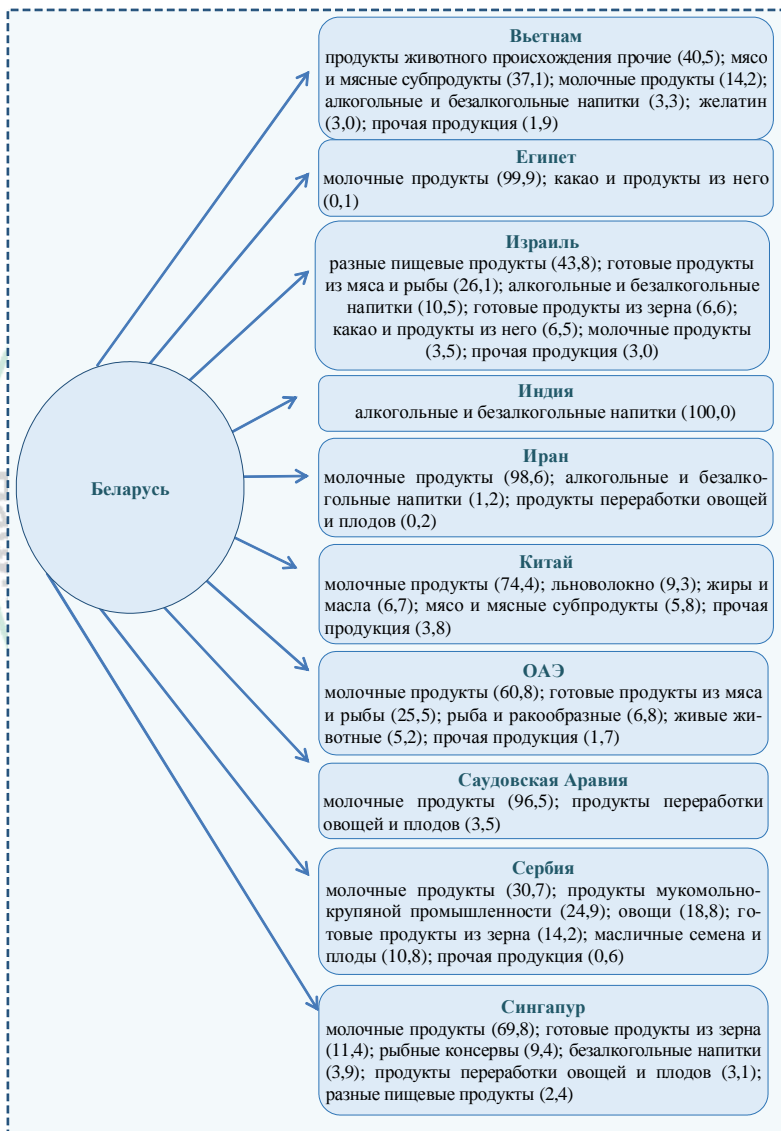 Вьетнам
продукты животного происхождения прочие (40,5); мясо
и мясные субпродукты (37,1); молочные продукты (14,2);
алкогольные и безалкогольные напитки (3,3); желатин
(3,0); прочая продукция (1,9)
Египет
молочные продукты (99,9); какао и продукты из него
(0,1)
Израиль
разные пищевые продукты (43,8); готовые продукты
из мяса и рыбы (26,1); алкогольные и безалкогольные
напитки (10,5); готовые продукты из зерна (6,6);
какао и продукты из него (6,5); молочные продукты
(3,5); прочая продукция (3,0)
Индия
алкогольные и безалкогольные напитки (100,0)
Иран
молочные продукты (98,6); алкогольные и безалко-
гольные напитки (1,2); продукты переработки овощей
и плодов (0,2)
Беларусь
Китай
молочные продукты (74,4); льноволокно (9,3); жиры и
масла (6,7); мясо и мясные субпродукты (5,8); прочая
продукция (3,8)
ОАЭ
молочные продукты (60,8); готовые продукты из мяса
и рыбы (25,5); рыба и ракообразные (6,8); живые жи-
вотные (5,2); прочая продукция (1,7)
Саудовская Аравия
молочные продукты (96,5); продукты переработки
овощей и плодов (3,5)
Сербия
молочные продукты (30,7); продукты мукомольно-
крупяной промышленности (24,9); овощи (18,8); го-
товые продукты из зерна (14,2); масличные семена и
плоды (10,8); прочая продукция (0,6)
Сингапур
молочные продукты (69,8); готовые продукты из зерна
(11,4); рыбные консервы (9,4); безалкогольные напитки
(3,9); продукты переработки овощей и плодов (3,1);
разные пищевые продукты (2,4)